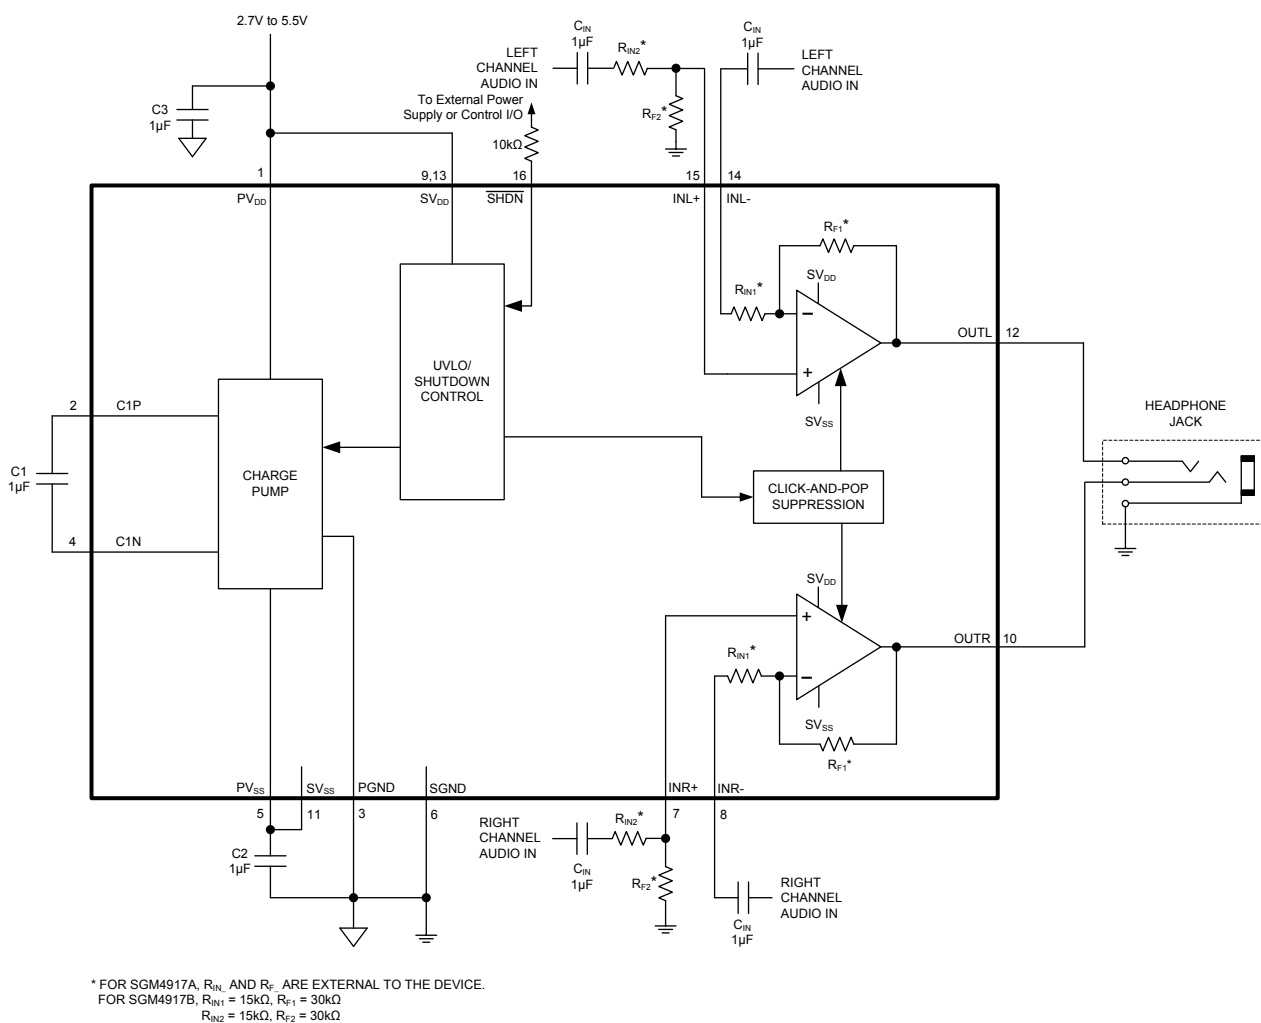 2.7V to 5.5V
C3
1µF
LEFT
CHANNEL
AUDIO IN
CIN
1µF
RIN2*
RF2*
CIN
1µF
LEFT
CHANNEL
AUDIO IN
To External Power
Supply or Control I/O
10kΩ
1
9,13
16
15
14
PVDD
SVDD
SHDN
INL+
INL-
RF1*
RIN1*
SVDD
−
+
SVSS
OUTL
12
UVLO/
SHUTDOWN
CONTROL
2
C1P
C1
1µF
4
C1N
CHARGE
PUMP
CLICK-AND-POP
SUPPRESSION
HEADPHONE
JACK
SVDD
+
−
RIN1*
SVSS
RF1*
OUTR
10
PVSS
SVSS
PGND
SGND
INR+
INR-
5
11
3
6
7
8
C2
1µF
RIGHT
CHANNEL
AUDIO IN
CIN
1µF
RIN2*
RF2*
CIN
1µF
RIGHT
CHANNEL
AUDIO IN
* FOR SGM4917A, RIN_ AND RF_ ARE EXTERNAL TO THE DEVICE.
FOR SGM4917B, RIN1 = 15kΩ, RF1 = 30kΩ
RIN2 = 15kΩ, RF2 = 30kΩ